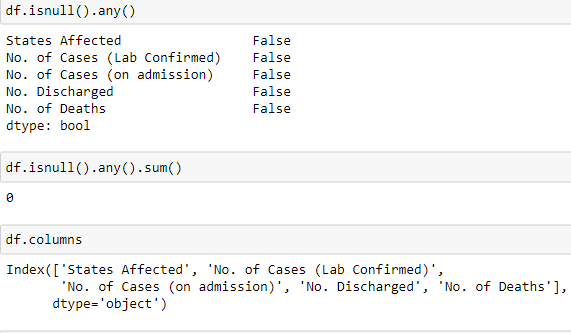 df.isnull().any()
States Affected False
No. of Cases (Lab Confirmed) False
No. of Cases (on admission) False
No. Discharged False
No. of Deaths False
dtype: bool
df.isnull().any().sum()
0
df.columns
Index(['States Affected', 'No. of Cases (Lab Confirmed)',
'No. of Cases (on admission)', 'No. Discharged', 'No. of Deaths'],
dtype='object')